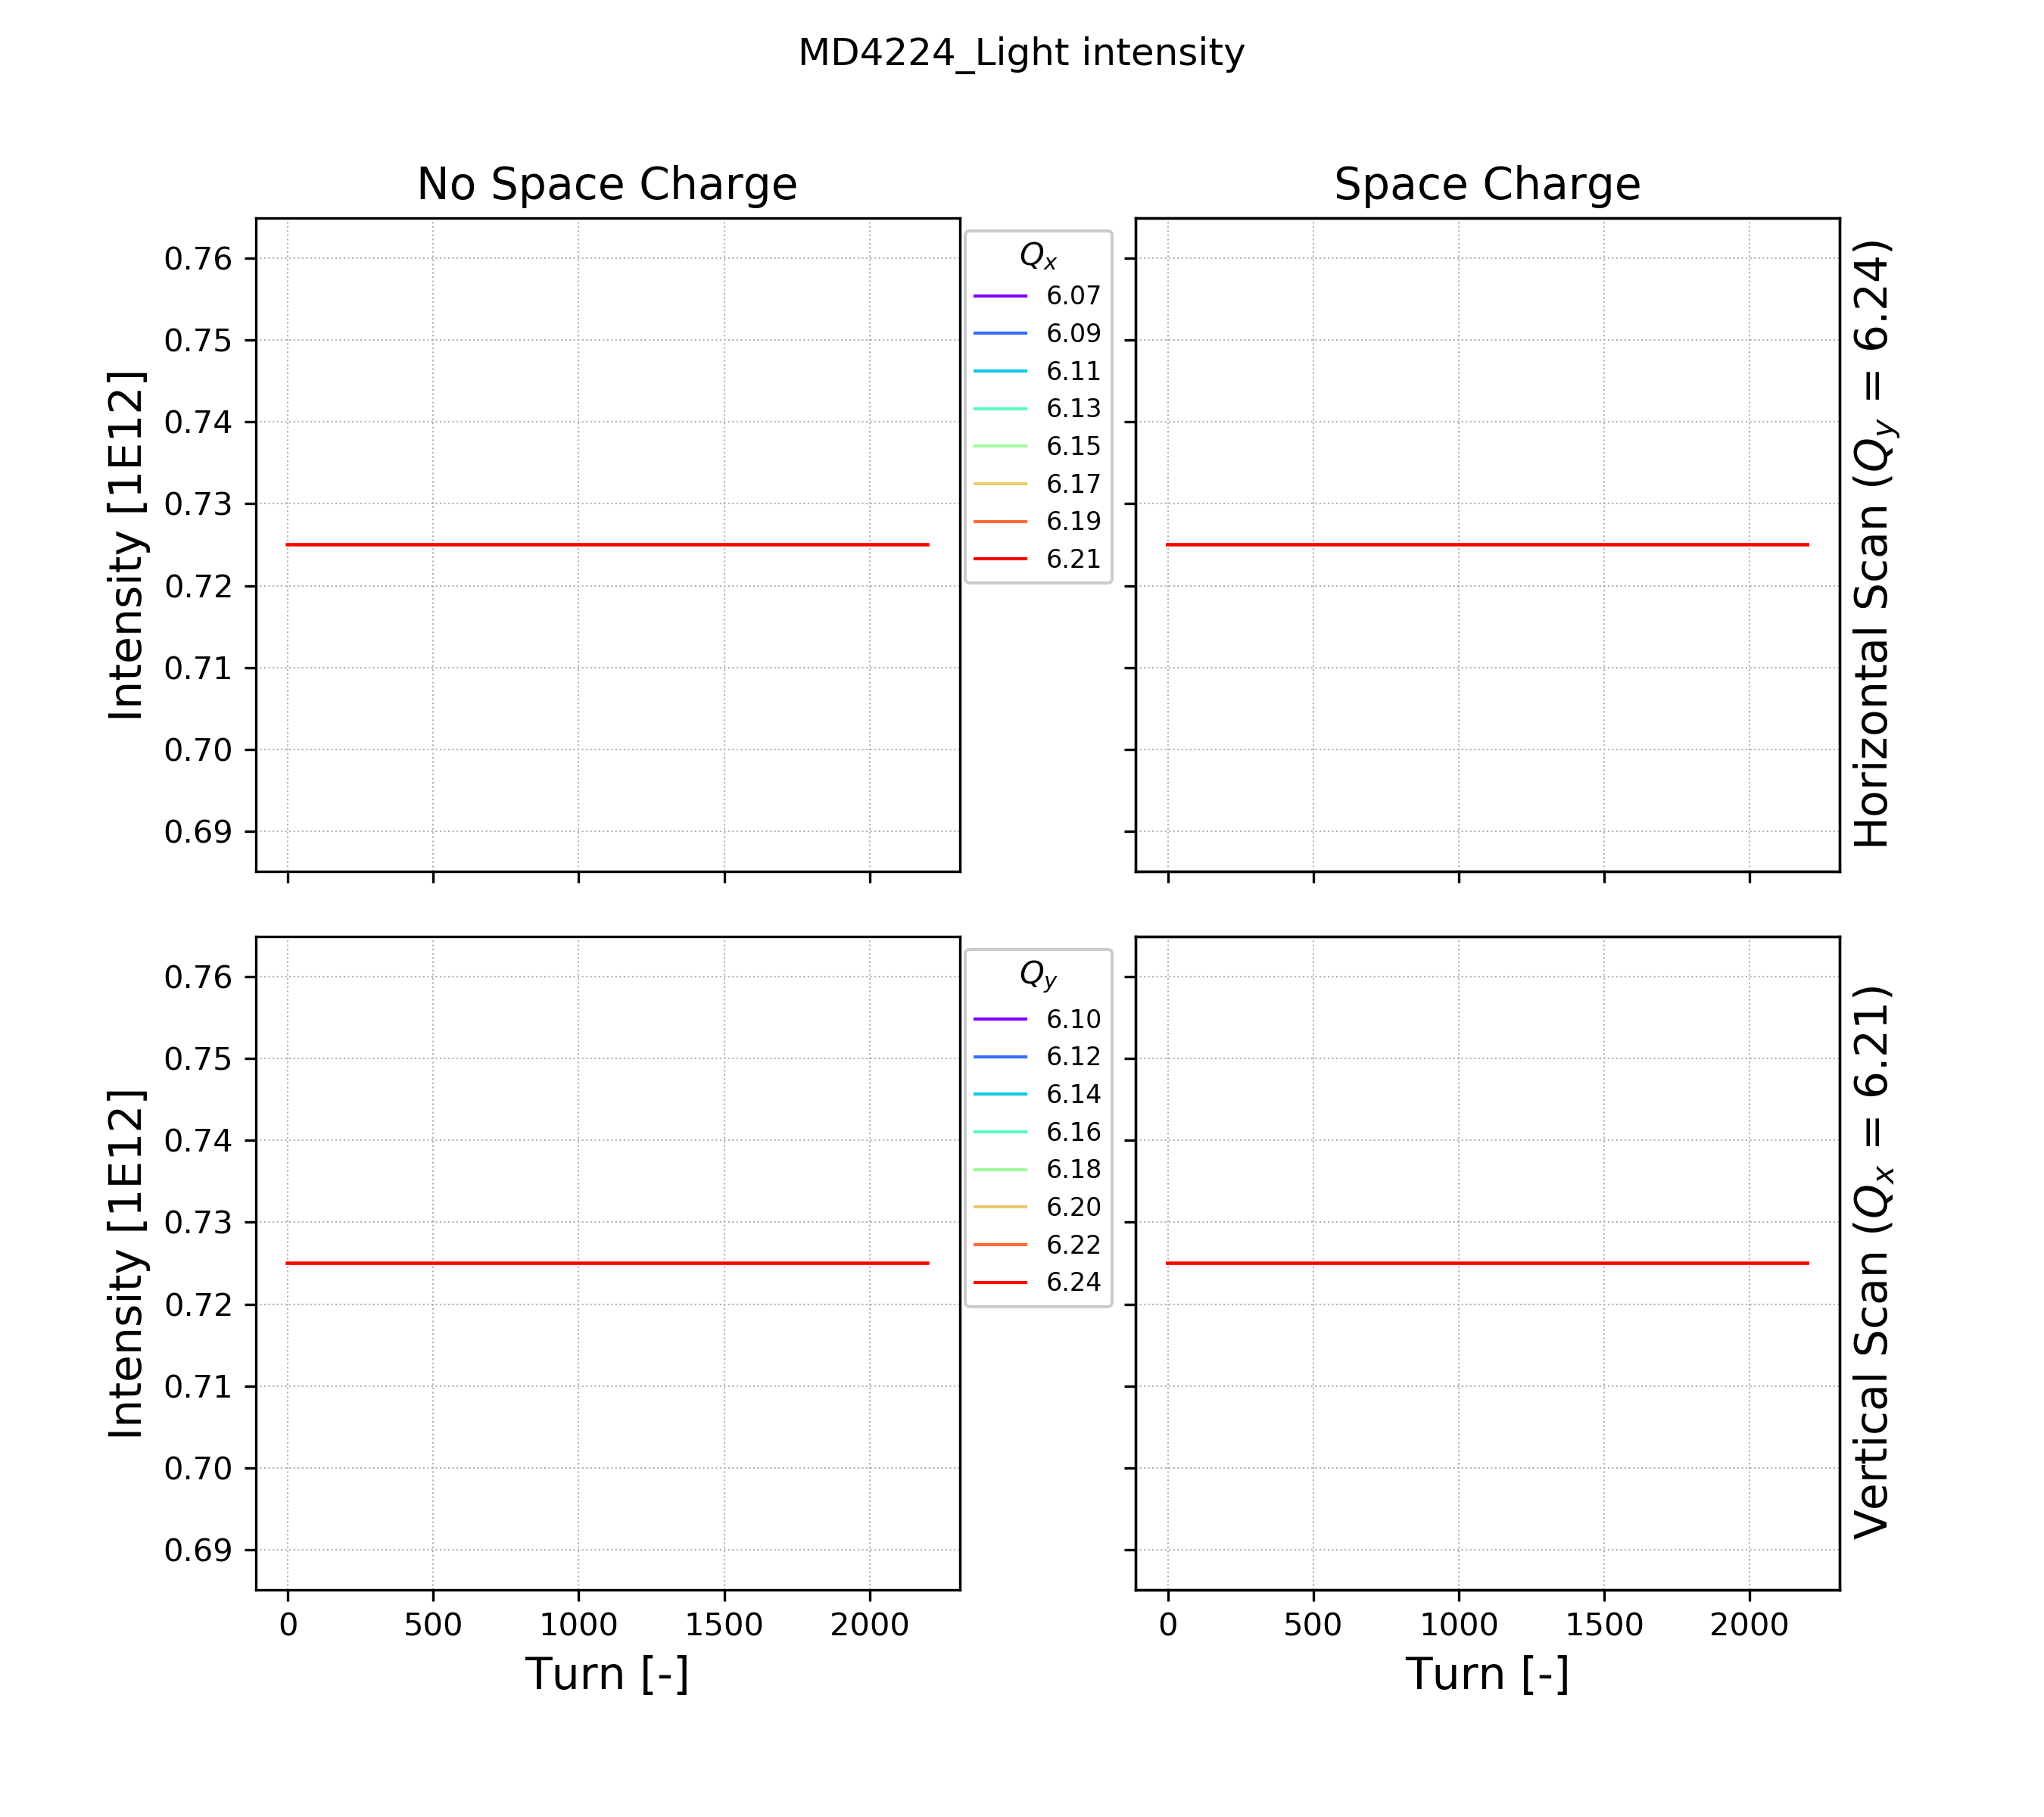 MD4224_Light intensity
No Space Charge
Space Charge
Intensity [1E12]
0.76
0.75
0.74
0.73
0.72
0.71
0.70
0.69
Qx
6.07
6.09
6.11
6.13
6.15
6.17
6.19
6.21
Horizontal Scan (Qy = 6.24)
Intensity [1E12]
0.76
0.75
0.74
0.73
0.72
0.71
0.70
0.69
Qy
6.10
6.12
6.14
6.16
6.18
6.20
6.22
6.24
Vertical Scan (Qx = 6.21)
0 500 1000 1500 2000
0 500 1000 1500 2000
Turn [-]
Turn [-]